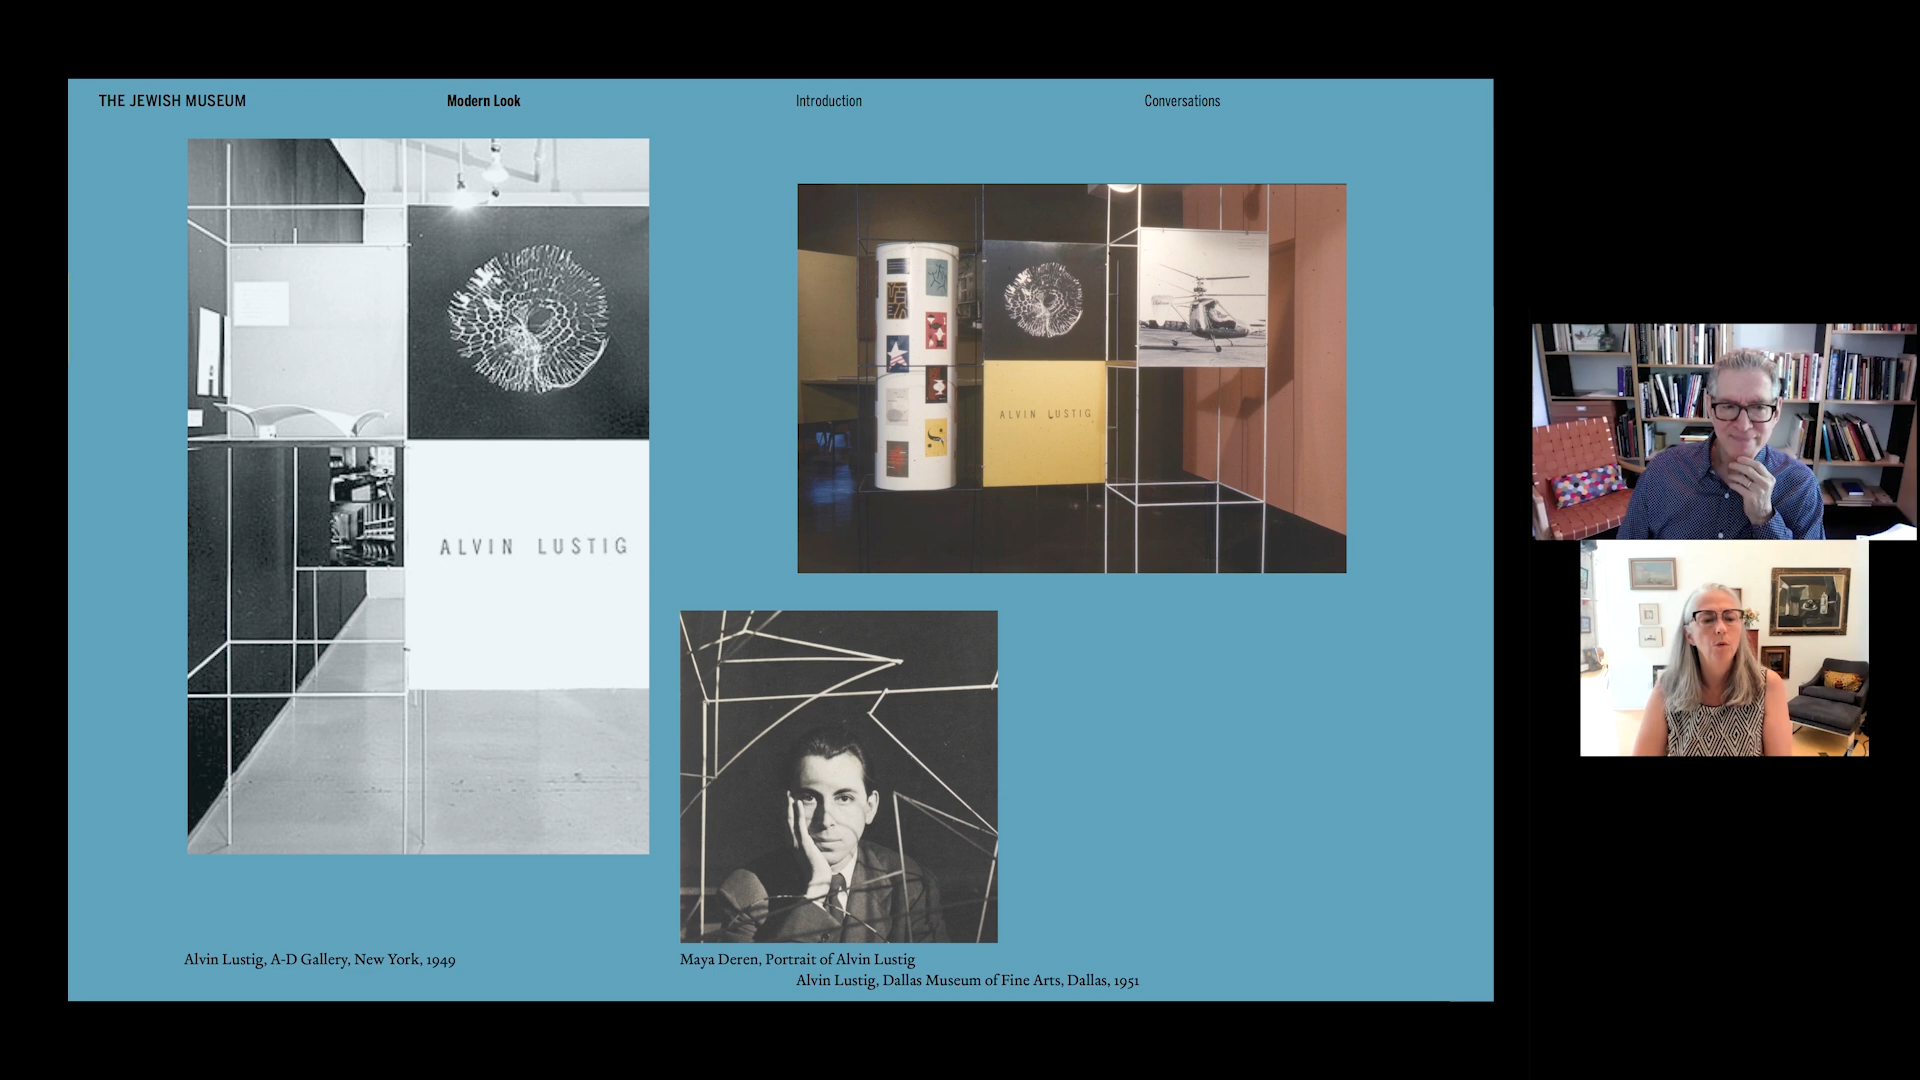 THE JEWISH MUSEUM
Modern Look
Introduction
Conversations
ALVIN LUSTIG
ALVIN LUSTIG
Alvin Lustig, A-D Gallery, New York, 1949
Maya Deren, Portrait of Alvin Lustig
Alvin Lustig, Dallas Museum of Fine Arts, Dallas, 1951